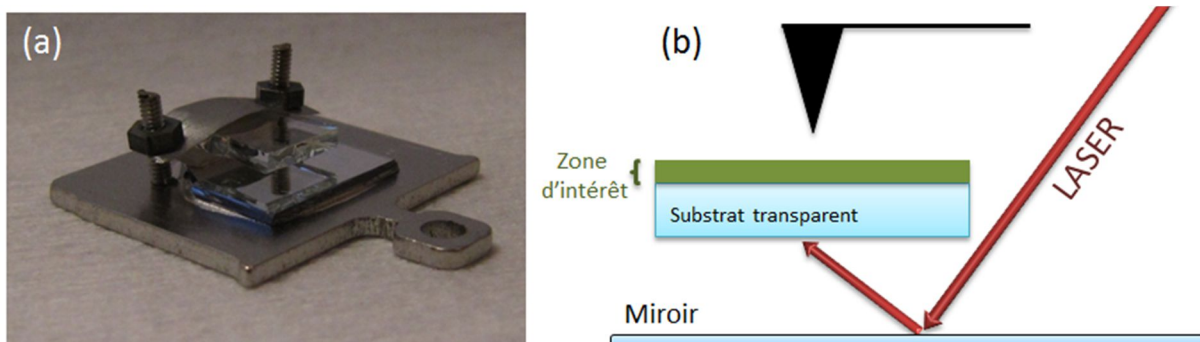 (a)
(b)
LASER
Zone
d'intérêt
Substrat transparent
Miroir